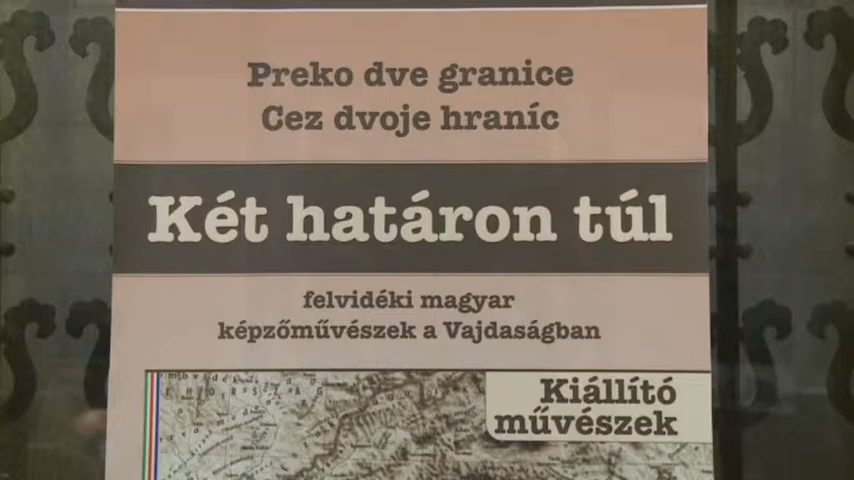 Preko dve granice
Cez dvoje hraníc
Két határon túl
felvidéki magyar
képzőművészek a Vajdaságban
Kiállító
művészek